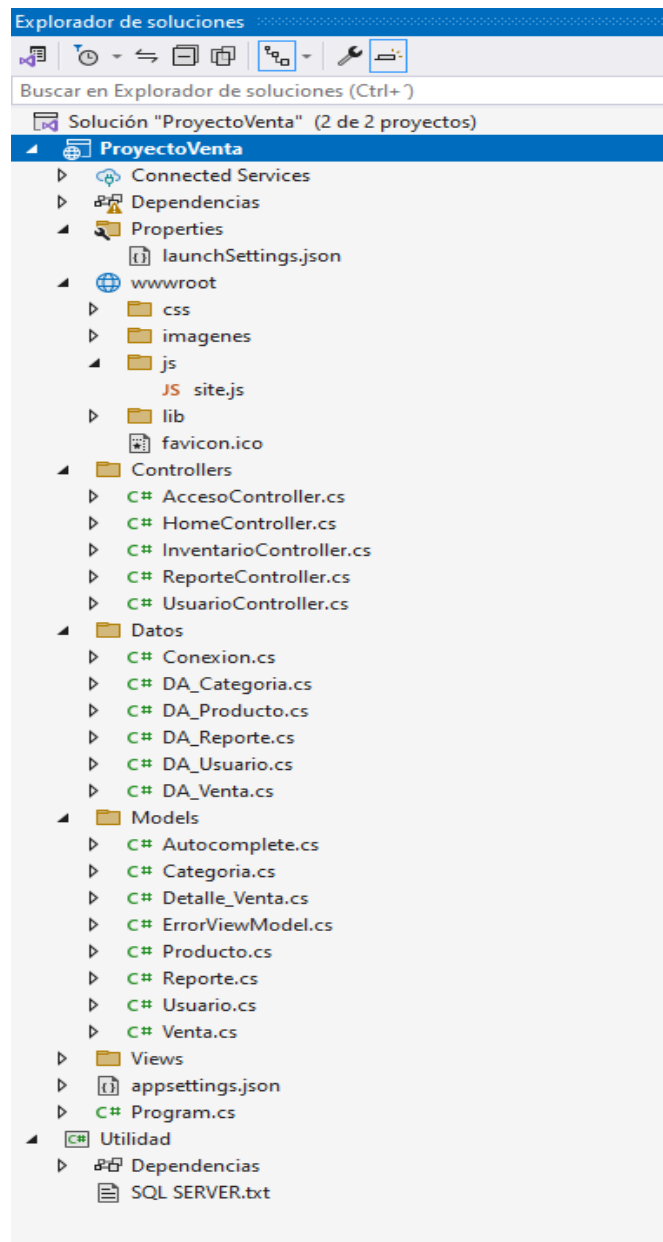 Explorador de soluciones
Buscar en Explorador de soluciones (Ctrl+´)
Solución "ProyectoVenta" (2 de 2 proyectos)
ProyectoVenta
Connected Services
Dependencias
Properties
launchSettings.json
wwwroot
css
imagenes
js
JS site.js
lib
favicon.ico
Controllers
C# AccesoController.cs
C# HomeController.cs
C# InventarioController.cs
C# ReporteController.cs
C# UsuarioController.cs
Datos
C# Conexion.cs
C# DA_Categoria.cs
C# DA_Producto.cs
C# DA_Reporte.cs
C# DA_Usuario.cs
C# DA_Venta.cs
Models
C# Autocomplete.cs
C# Categoria.cs
C# Detalle_Venta.cs
C# ErrorViewModel.cs
C# Producto.cs
C# Reporte.cs
C# Usuario.cs
C# Venta.cs
Views
appsettings.json
C# Program.cs
C# Utilidad
Dependencias
SQL SERVER.txt